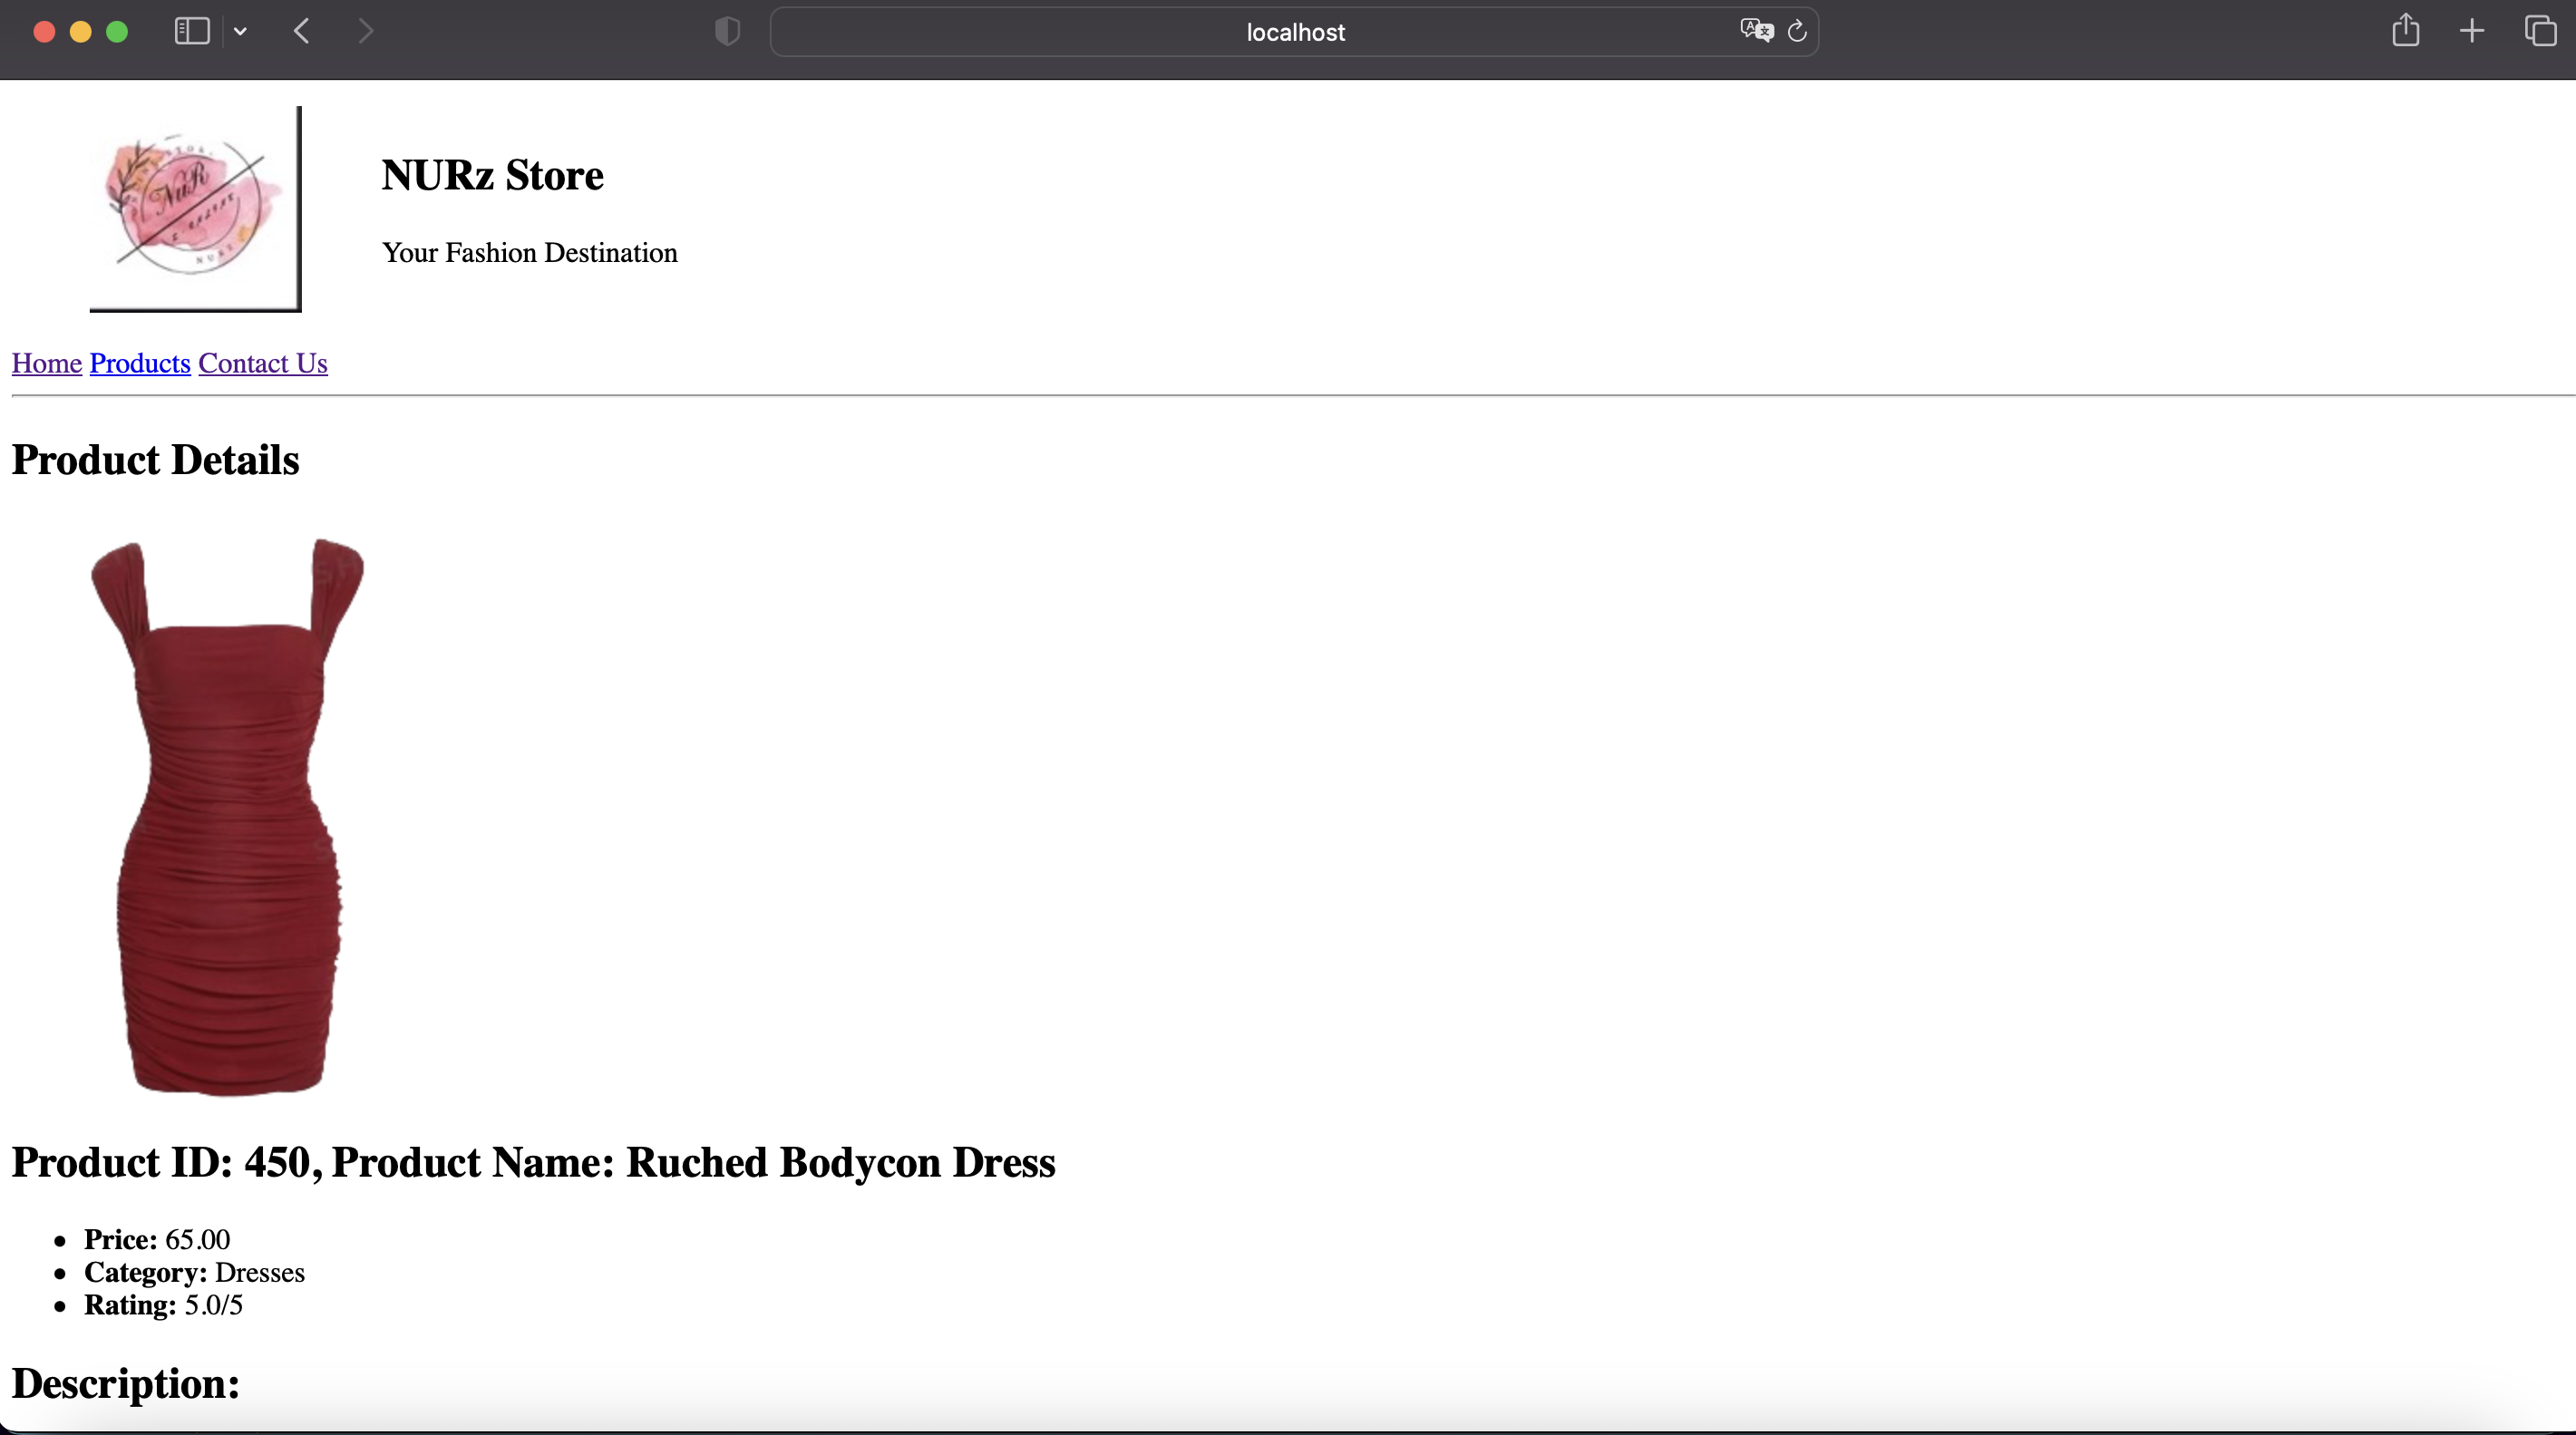 localhost
NuR
NURz Store
Your Fashion Destination
Home Products Contact Us
Product Details
Product ID: 450, Product Name: Ruched Bodycon Dress
Price: 65.00
Category: Dresses
Rating: 5.0/5
Description: